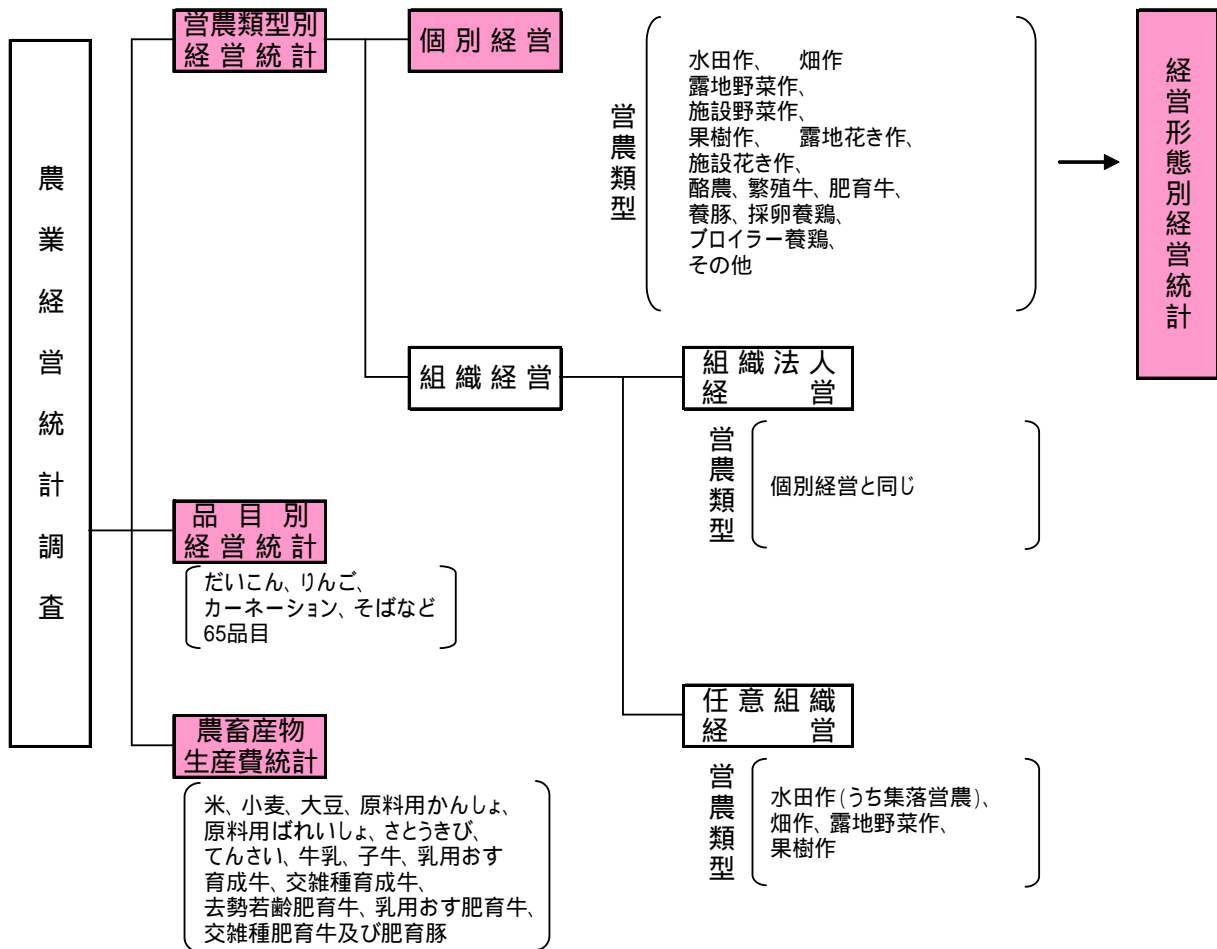 農業経営統計調査
営農類型別
経営統計
個別経営
営農類型
水田作、　畑作
露地野菜作、
施設野菜作、
果樹作、　露地花き作、
施設花き作、
酪農、繁殖牛、肥育牛、
養豚、採卵養鶏、
ブロイラー養鶏、
その他
経営形態別経営統計
組織経営
組織法人
経営
営農類型
個別経営と同じ
品目別
経営統計
だいこん、りんご、
カーネーション、そばなど
65品目
任意組織
経営
営農類型
水田作(うち集落営農)、
畑作、露地野菜作、
果樹作
農畜産物
生産費統計
米、小麦、大豆、原料用かんしょ、
原料用ばれいしょ、さとうきび、
てんさい、牛乳、子牛、乳用おす
育成牛、交雑種育成牛、
去勢若齢肥育牛、乳用おす肥育牛、
交雑種肥育牛及び肥育豚